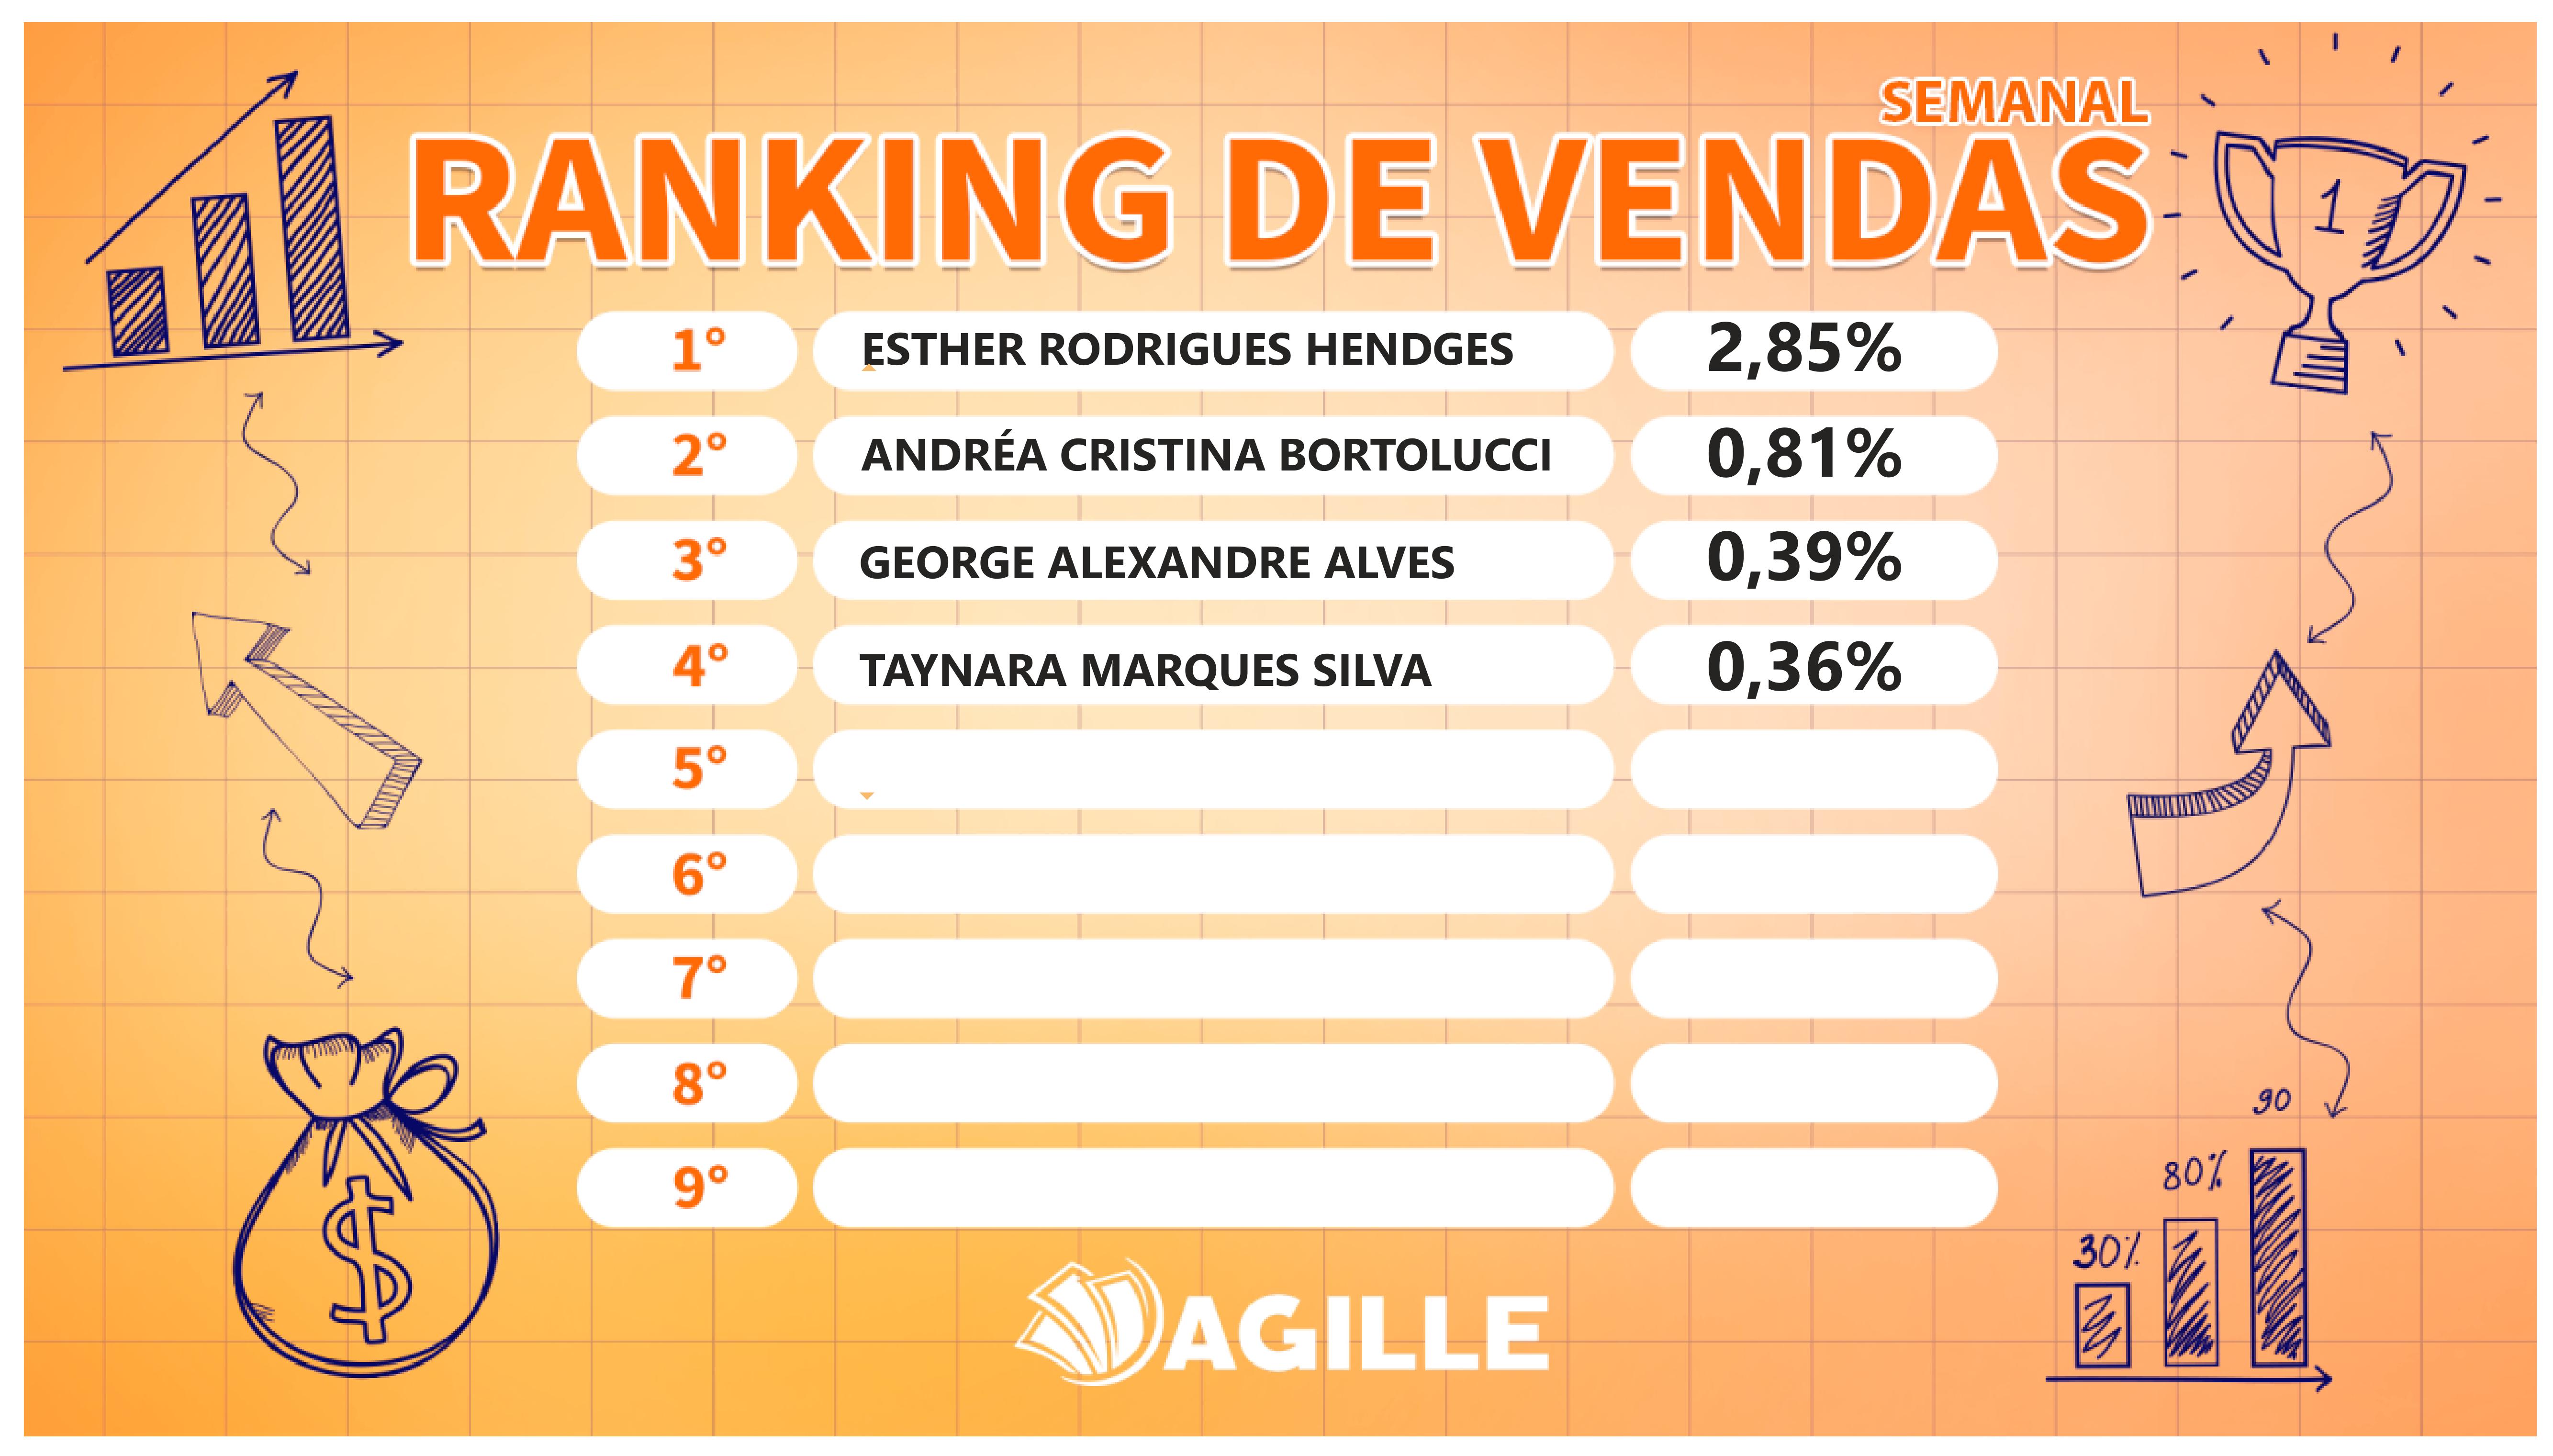 SEMANAL
RANKING DE VENDAS
1
1° ESTHER RODRIGUES HENDGES 2,85%
2° ANDRÉA CRISTINA BORTOLUCCI 0,81%
3° GEORGE ALEXANDRE ALVES 0,39%
4° TAYNARA MARQUES SILVA 0,36%
5°
6°
7°
8°
9°
$
90
80%
30%
AGILLE